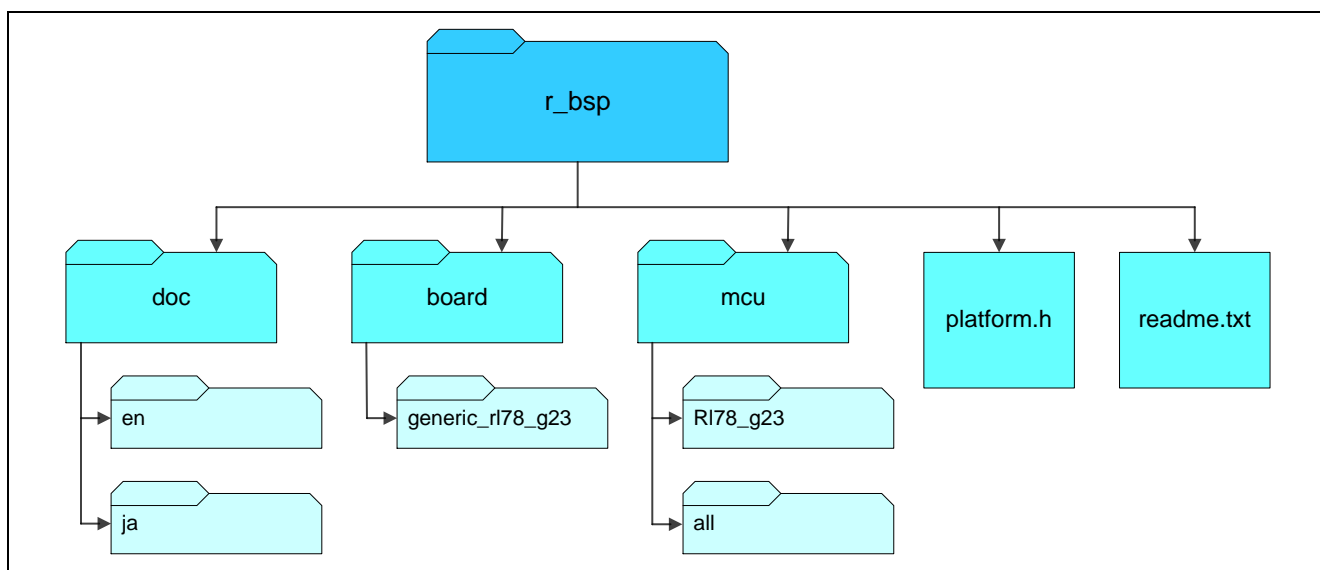 r_bsp
doc
board
mcu
platform.h
readme.txt
en
generic_rl78_g23
Rl78_g23
ja
all